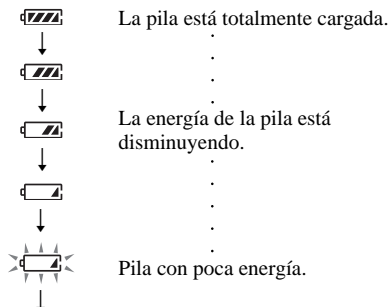 La pila está totalmente cargada.
La energía de la pila está
disminuyendo.
Pila con poca energía.